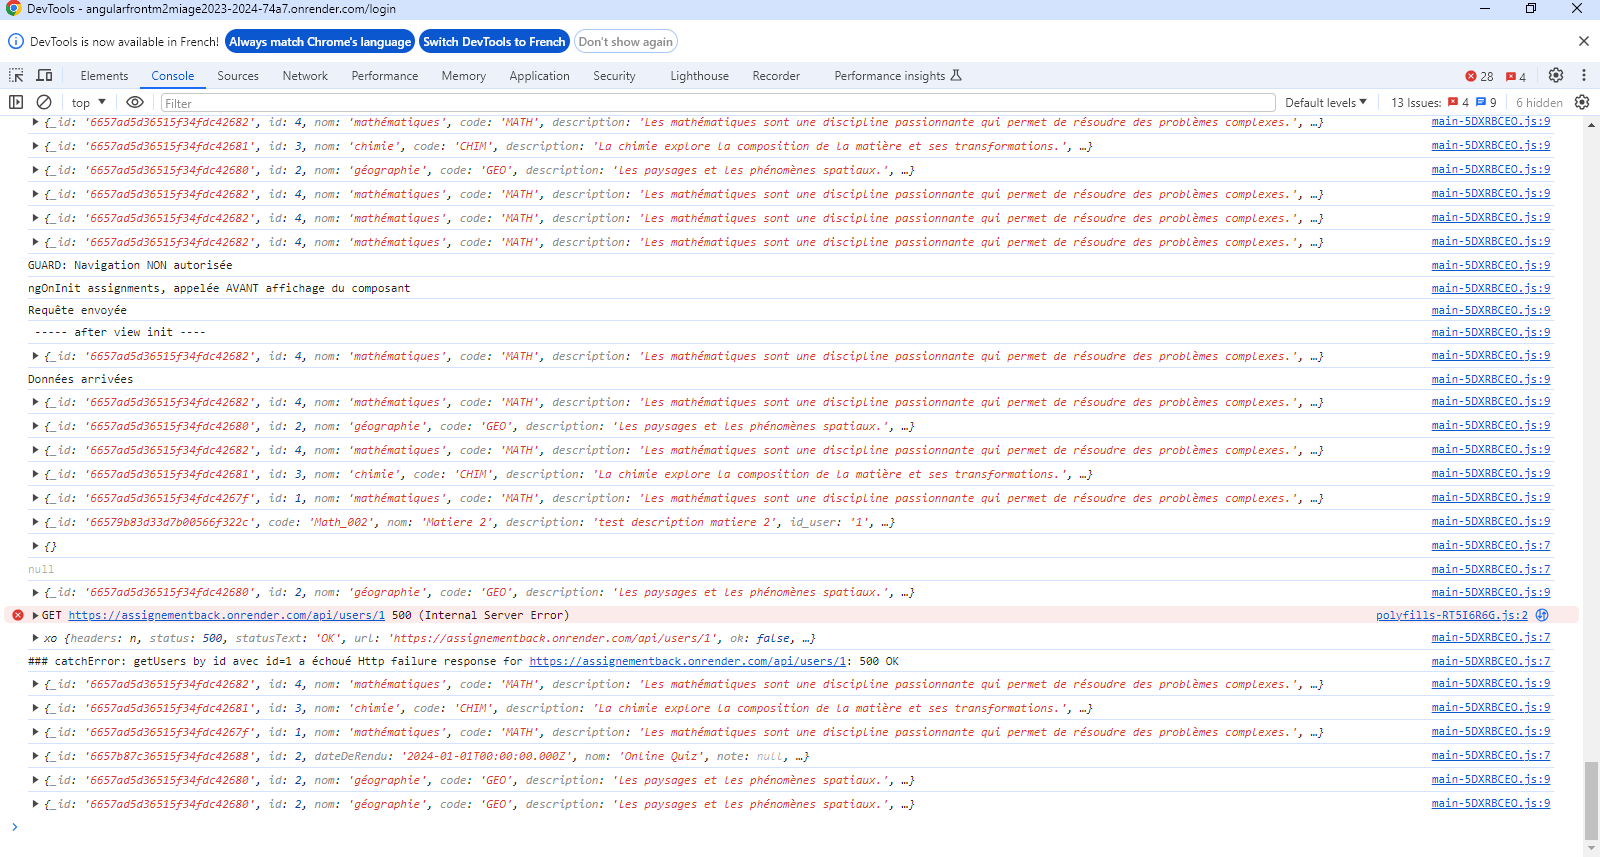 DevTools - angularfrontm2miage2023-2024-74a7.onrender.com/login
DevTools is now available in French! Always match Chrome's language Switch DevTools to French Don't show again
Elements Console Sources Network Performance Memory Application Security Lighthouse Recorder Performance insights 28 4
top Filter Default levels 13 Issues: 4 9 6 hidden
{_id: '6657ad5d36515f34fdc42682', id: 4, nom: 'mathématiques', code: 'MATH', description: 'Les mathématiques sont une discipline passionnante qui permet de résoudre des problèmes complexes.', …} main-5DXRBCEO.js:9
{_id: '6657ad5d36515f34fdc42681', id: 3, nom: 'chimie', code: 'CHIM', description: 'La chimie explore la composition de la matière et ses transformations.', …} main-5DXRBCEO.js:9
{_id: '6657ad5d36515f34fdc42680', id: 2, nom: 'géographie', code: 'GEO', description: 'les paysages et les phénomènes spatiaux.', …} main-5DXRBCEO.js:9
{_id: '6657ad5d36515f34fdc42682', id: 4, nom: 'mathématiques', code: 'MATH', description: 'Les mathématiques sont une discipline passionnante qui permet de résoudre des problèmes complexes.', …} main-5DXRBCEO.js:9
{_id: '6657ad5d36515f34fdc42682', id: 4, nom: 'mathématiques', code: 'MATH', description: 'Les mathématiques sont une discipline passionnante qui permet de résoudre des problèmes complexes.', …} main-5DXRBCEO.js:9
{_id: '6657ad5d36515f34fdc42682', id: 4, nom: 'mathématiques', code: 'MATH', description: 'Les mathématiques sont une discipline passionnante qui permet de résoudre des problèmes complexes.', …} main-5DXRBCEO.js:9
GUARD: Navigation NON autorisée main-5DXRBCEO.js:9
ngOnInit assignments, appelée AVANT affichage du composant main-5DXRBCEO.js:9
Requête envoyée main-5DXRBCEO.js:9
----- after view init ---- main-5DXRBCEO.js:9
{_id: '6657ad5d36515f34fdc42682', id: 4, nom: 'mathématiques', code: 'MATH', description: 'Les mathématiques sont une discipline passionnante qui permet de résoudre des problèmes complexes.', …} main-5DXRBCEO.js:9
Données arrivées main-5DXRBCEO.js:9
{_id: '6657ad5d36515f34fdc42682', id: 4, nom: 'mathématiques', code: 'MATH', description: 'Les mathématiques sont une discipline passionnante qui permet de résoudre des problèmes complexes.', …} main-5DXRBCEO.js:9
{_id: '6657ad5d36515f34fdc42680', id: 2, nom: 'géographie', code: 'GEO', description: 'les paysages et les phénomènes spatiaux.', …} main-5DXRBCEO.js:9
{_id: '6657ad5d36515f34fdc42682', id: 4, nom: 'mathématiques', code: 'MATH', description: 'Les mathématiques sont une discipline passionnante qui permet de résoudre des problèmes complexes.', …} main-5DXRBCEO.js:9
{_id: '6657ad5d36515f34fdc42681', id: 3, nom: 'chimie', code: 'CHIM', description: 'La chimie explore la composition de la matière et ses transformations.', …} main-5DXRBCEO.js:9
{_id: '6657ad5d36515f34fdc4267f', id: 1, nom: 'mathématiques', code: 'MATH', description: 'Les mathématiques sont une discipline passionnante qui permet de résoudre des problèmes complexes.', …} main-5DXRBCEO.js:9
{_id: '66579b83d33d7b00566f322c', code: 'Math_002', nom: 'Matiere 2', description: 'test description matiere 2', id_user: '1', …} main-5DXRBCEO.js:9
{} main-5DXRBCEO.js:7
null main-5DXRBCEO.js:7
{_id: '6657ad5d36515f34fdc42680', id: 2, nom: 'géographie', code: 'GEO', description: 'les paysages et les phénomènes spatiaux.', …} main-5DXRBCEO.js:9
GET https://assignementback.onrender.com/api/users/1 500 (Internal Server Error) polyfills-RT5I6R6G.js:2
xo {headers: n, status: 500, statusText: 'OK', url: 'https://assignementback.onrender.com/api/users/1', ok: false, …} main-5DXRBCEO.js:7
### catchError: getUsers by id avec id=1 a échoué Http failure response for https://assignementback.onrender.com/api/users/1: 500 OK main-5DXRBCEO.js:7
{_id: '6657ad5d36515f34fdc42682', id: 4, nom: 'mathématiques', code: 'MATH', description: 'Les mathématiques sont une discipline passionnante qui permet de résoudre des problèmes complexes.', …} main-5DXRBCEO.js:9
{_id: '6657ad5d36515f34fdc42681', id: 3, nom: 'chimie', code: 'CHIM', description: 'La chimie explore la composition de la matière et ses transformations.', …} main-5DXRBCEO.js:9
{_id: '6657ad5d36515f34fdc4267f', id: 1, nom: 'mathématiques', code: 'MATH', description: 'Les mathématiques sont une discipline passionnante qui permet de résoudre des problèmes complexes.', …} main-5DXRBCEO.js:9
{_id: '6657b87c36515f34fdc42688', id: 2, dateDeRendu: '2024-01-01T00:00:00.000Z', nom: 'Online Quiz', note: null, …} main-5DXRBCEO.js:7
{_id: '6657ad5d36515f34fdc42680', id: 2, nom: 'géographie', code: 'GEO', description: 'les paysages et les phénomènes spatiaux.', …} main-5DXRBCEO.js:9
{_id: '6657ad5d36515f34fdc42680', id: 2, nom: 'géographie', code: 'GEO', description: 'les paysages et les phénomènes spatiaux.', …} main-5DXRBCEO.js:9